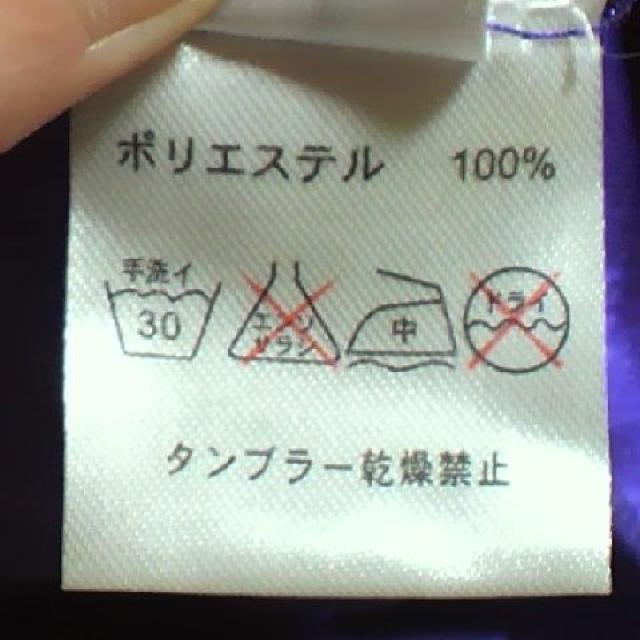 ポリエステル 100%
手洗イ
30
エンソ
サラシ
中
ドライ
タンブラー乾燥禁止